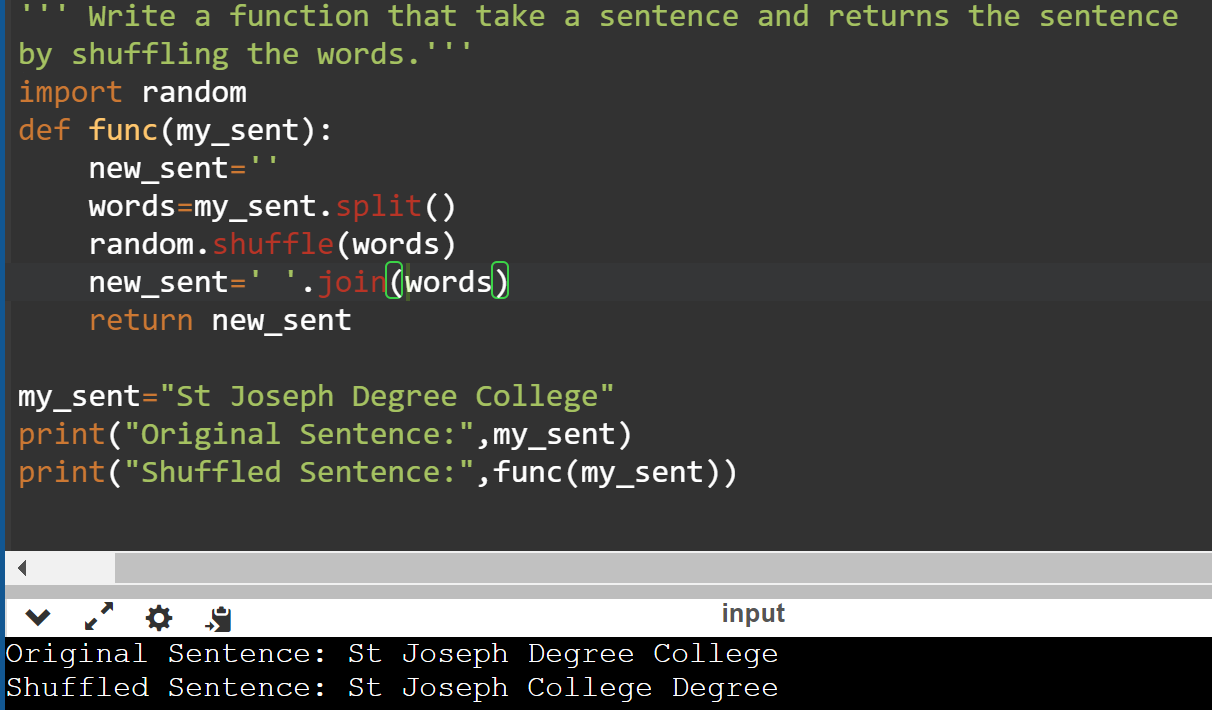 ''' Write a function that take a sentence and returns the sentence
by shuffling the words.'''
import random
def func(my_sent):
    new_sent=''
    words=my_sent.split()
    random.shuffle(words)
    new_sent=' '.join(words)
    return new_sent

my_sent="St Joseph Degree College"
print("Original Sentence:",my_sent)
print("Shuffled Sentence:",func(my_sent))
input
Original Sentence: St Joseph Degree College
Shuffled Sentence: St Joseph College Degree